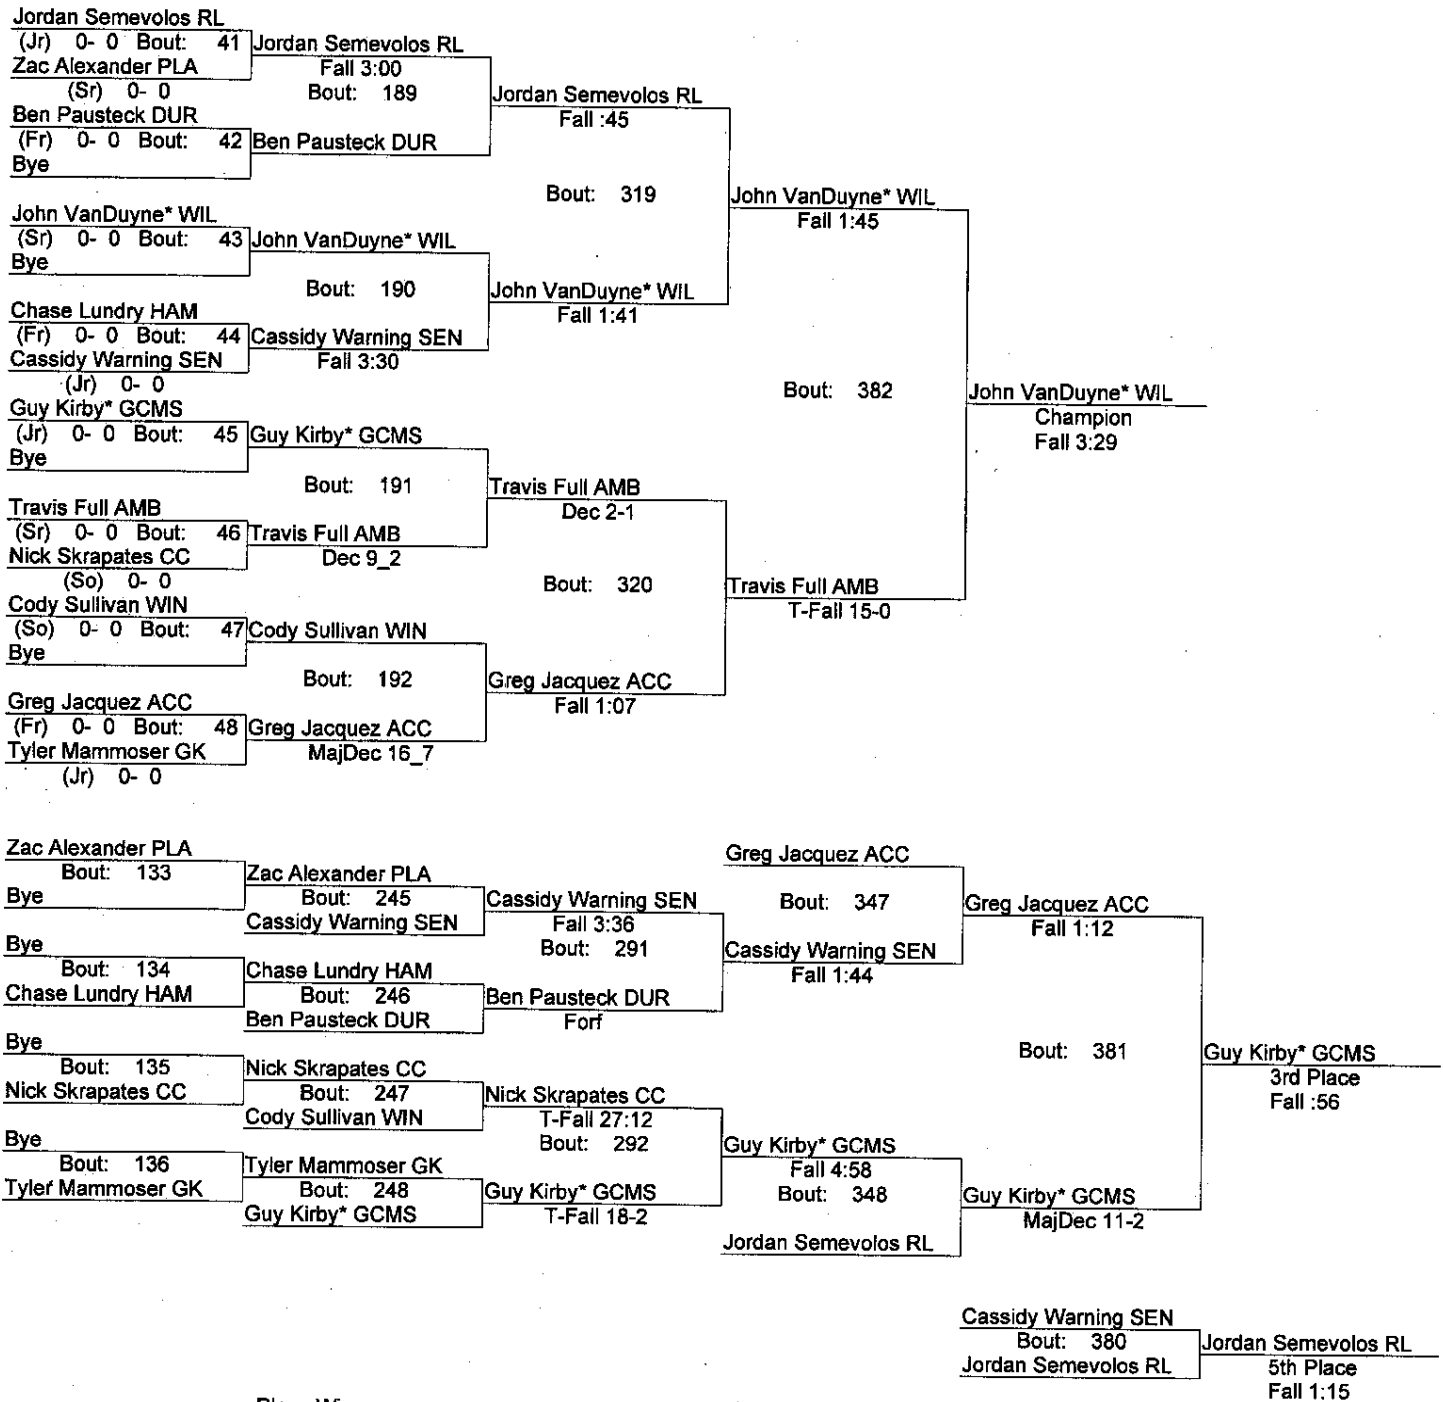 Jordan Semevolos RL
(Jr) 0- 0 Bout: 41 Jordan Semevolos RL
Zac Alexander PLA Fall 3:00
(Sr) 0- 0 Bout: 189 Jordan Semevolos RL
Ben Pausteck DUR Fall :45
(Fr) 0- 0 Bout: 42 Ben Pausteck DUR
Bye
Bout: 319 John VanDuyne* WIL
John VanDuyne* WIL Fall 1:45
(Sr) 0- 0 Bout: 43 John VanDuyne* WIL
Bye
Bout: 190 John VanDuyne* WIL
Chase Lundry HAM Fall 1:41
(Fr) 0- 0 Bout: 44 Cassidy Warning SEN
Cassidy Warning SEN Fall 3:30
(Jr) 0- 0 Bout: 382 John VanDuyne* WIL
Guy Kirby* GCMS Champion
(Jr) 0- 0 Bout: 45 Guy Kirby* GCMS Fall 3:29
Bye
Bout: 191 Travis Full AMB
Travis Full AMB Dec 2-1
(Sr) 0- 0 Bout: 46 Travis Full AMB
Nick Skrapates CC Dec 9_2
(So) 0- 0 Bout: 320 Travis Full AMB
Cody Sullivan WIN T-Fall 15-0
(So) 0- 0 Bout: 47 Cody Sullivan WIN
Bye
Bout: 192 Greg Jacquez ACC
Greg Jacquez ACC Fall 1:07
(Fr) 0- 0 Bout: 48 Greg Jacquez ACC
Tyler Mammoser GK MajDec 16_7
(Jr) 0- 0
Zac Alexander PLA Greg Jacquez ACC
Bout: 133 Zac Alexander PLA
Bye Bout: 245 Cassidy Warning SEN Bout: 347 Greg Jacquez ACC
Cassidy Warning SEN Fall 3:36 Fall 1:12
Bye Bout: 291 Cassidy Warning SEN
Bout: 134 Chase Lundry HAM Fall 1:44
Chase Lundry HAM Bout: 246 Ben Pausteck DUR
Ben Pausteck DUR Forf
Bye Bout: 381 Guy Kirby* GCMS
Bout: 135 Nick Skrapates CC 3rd Place
Nick Skrapates CC Bout: 247 Nick Skrapates CC Fall :56
Cody Sullivan WIN T-Fall 27:12
Bye Bout: 292 Guy Kirby* GCMS
Bout: 136 Tyler Mammoser GK Fall 4:58
Tyler Mammoser GK Bout: 248 Guy Kirby* GCMS Bout: 348 Guy Kirby* GCMS
Guy Kirby* GCMS T-Fall 18-2 MajDec 11-2
Jordan Semevolos RL
Cassidy Warning SEN
Bout: 380 Jordan Semevolos RL
Jordan Semevolos RL 5th Place
Fall 1:15